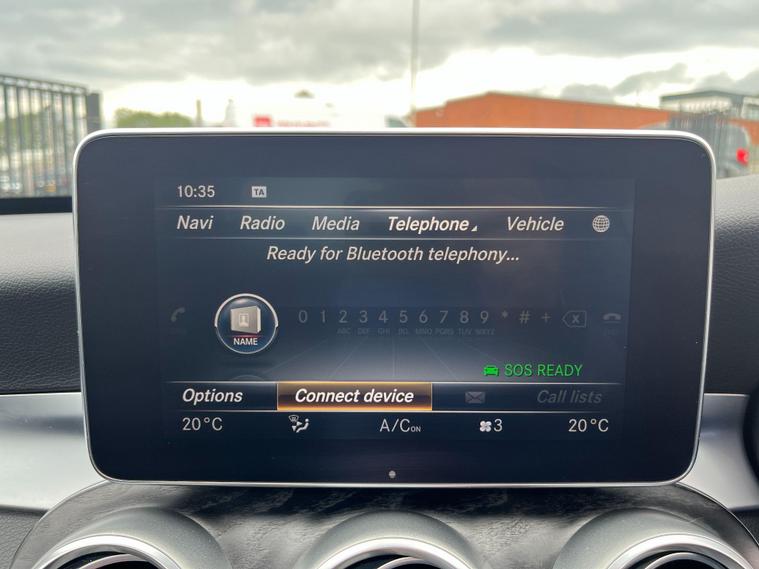 10:35 TA
Navi Radio Media Telephone Vehicle
Ready for Bluetooth telephony...
NAME 0 1 2 3 4 5 6 7 8 9 * # +
ABC DEF GHI JKL MNO PQRS TUV WXYZ
SOS READY
Options Connect device Call lists
20°C A/C ON 3 20°C